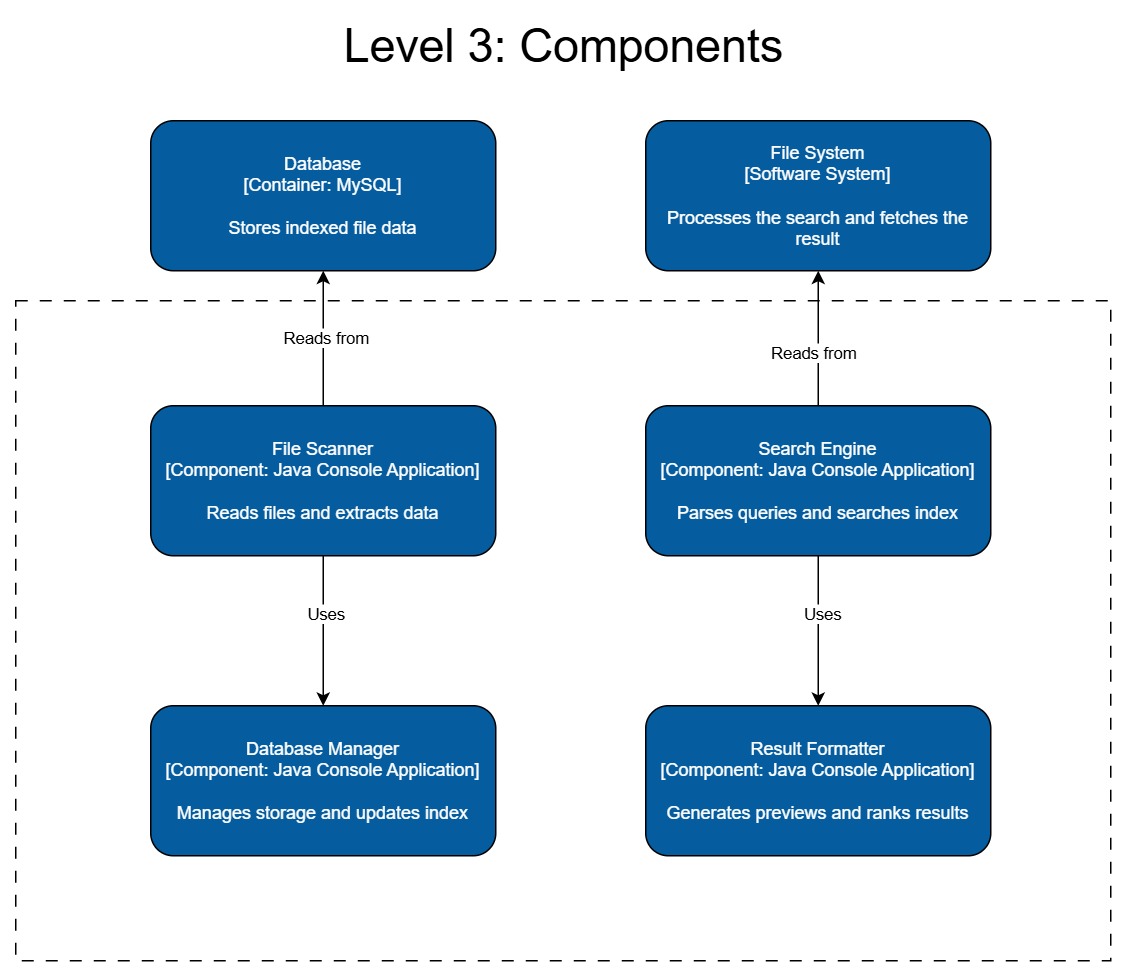 Level 3: Components
Database
[Container: MySQL]
Stores indexed file data
File System
[Software System]
Processes the search and fetches the
result
Reads from
Reads from
File Scanner
[Component: Java Console Application]
Reads files and extracts data
Search Engine
[Component: Java Console Application]
Parses queries and searches index
Uses
Uses
Database Manager
[Component: Java Console Application]
Manages storage and updates index
Result Formatter
[Component: Java Console Application]
Generates previews and ranks results